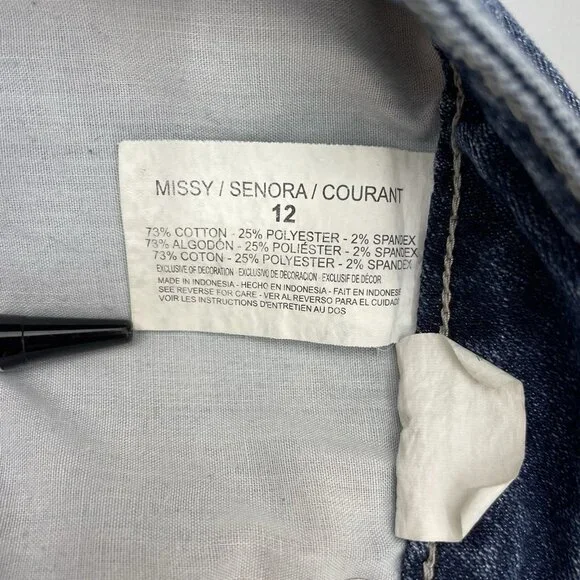 MISSY / SENORA / COURANT
12
73% COTTON - 25% POLYESTER - 2% SPANDEX
73% ALGODÓN - 25% POLIÉSTER - 2% SPANDEX
73% COTON - 25% POLYESTER - 2% SPANDEX
EXCLUSIVE OF DECORATION - EXCLUSIVO DE DECORACION - EXCLUSIF DE DÉCOR
MADE IN INDONESIA - HECHO EN INDONESIA - FAIT EN INDONESIE
SEE REVERSE FOR CARE - VER AL REVERSO PARA EL CUIDADO
VOIR LES INSTRUCTIONS D'ENTRETIEN AU DOS